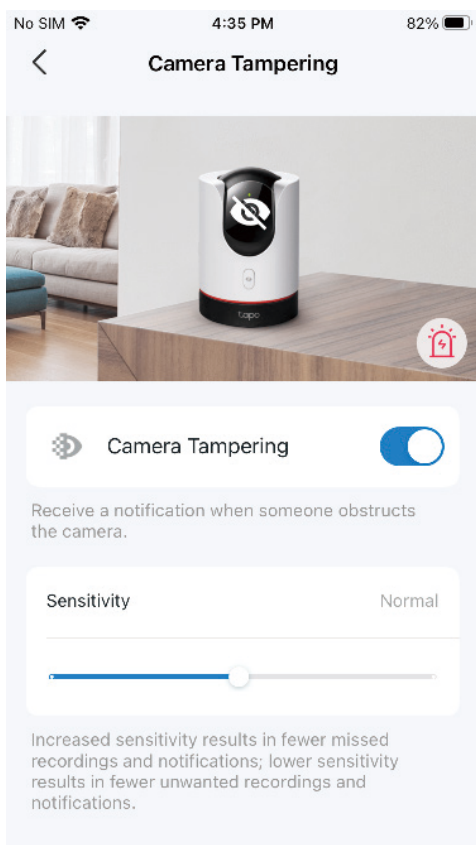 No SIM 4:35 PM 82%
Camera Tampering
tapo
Camera Tampering
Receive a notification when someone obstructs
the camera.
Sensitivity Normal
Increased sensitivity results in fewer missed
recordings and notifications; lower sensitivity
results in fewer unwanted recordings and
notifications.